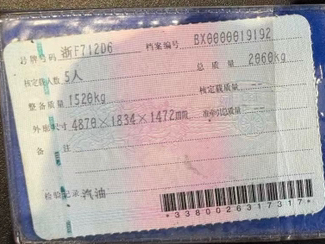 号牌号码 浙F712D6 档案编号 BX0000019192
核定载人数 5人 总质量 2060kg
整备质量 1520kg 核定载质量 --
外廓尺寸 4870×1834×1472mm 准牵引总质量 --
备注
检验记录 汽油
*3380026317317*